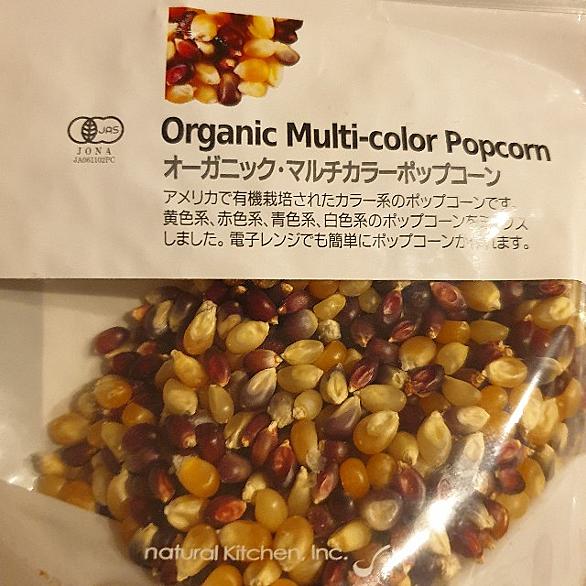 JAS
JONA
JA061102PC
Organic Multi-color Popcorn
オーガニック・マルチカラーポップコーン
アメリカで有機栽培されたカラー系のポップコーンです。
黄色系、赤色系、青色系、白色系のポップコーンをミックス
しました。電子レンジでも簡単にポップコーンが作れます。
natural Kitchen, Inc.